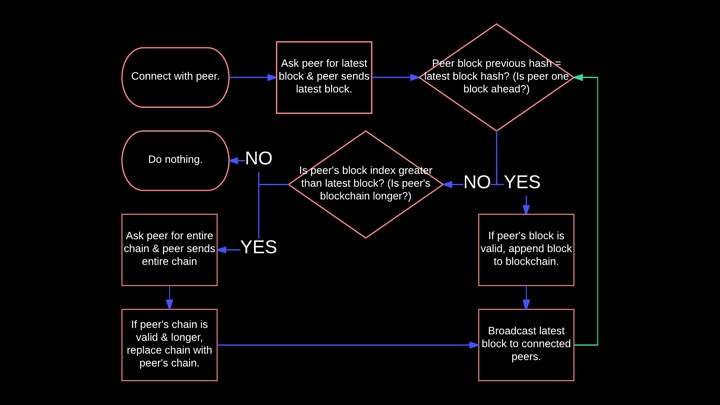 Connect with peer.
Ask peer for latest
block & peer sends
latest block.
Peer block previous hash =
latest block hash? (Is peer one
block ahead?)
Do nothing.
NO
Is peer's block index greater
than latest block? (Is peer's
blockchain longer?)
NO
YES
Ask peer for entire
chain & peer sends
entire chain
YES
If peer's block is
valid, append block
to blockchain.
If peer's chain is
valid & longer,
replace chain with
peer's chain.
Broadcast latest
block to connected
peers.